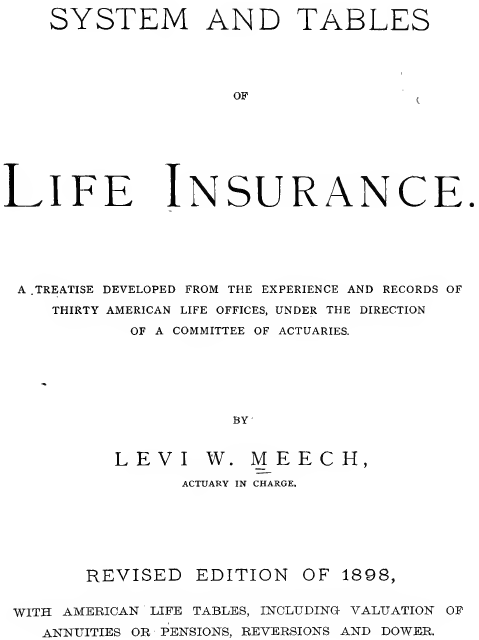 SYSTEM AND TABLES
OF
LIFE INSURANCE.
A TREATISE DEVELOPED FROM THE EXPERIENCE AND RECORDS OF
THIRTY AMERICAN LIFE OFFICES, UNDER THE DIRECTION
OF A COMMITTEE OF ACTUARIES.
BY
LEVI W. MEECH,
ACTUARY IN CHARGE.
REVISED EDITION OF 1898,
WITH AMERICAN LIFE TABLES, INCLUDING VALUATION OF
ANNUITIES OR PENSIONS, REVERSIONS AND DOWER.